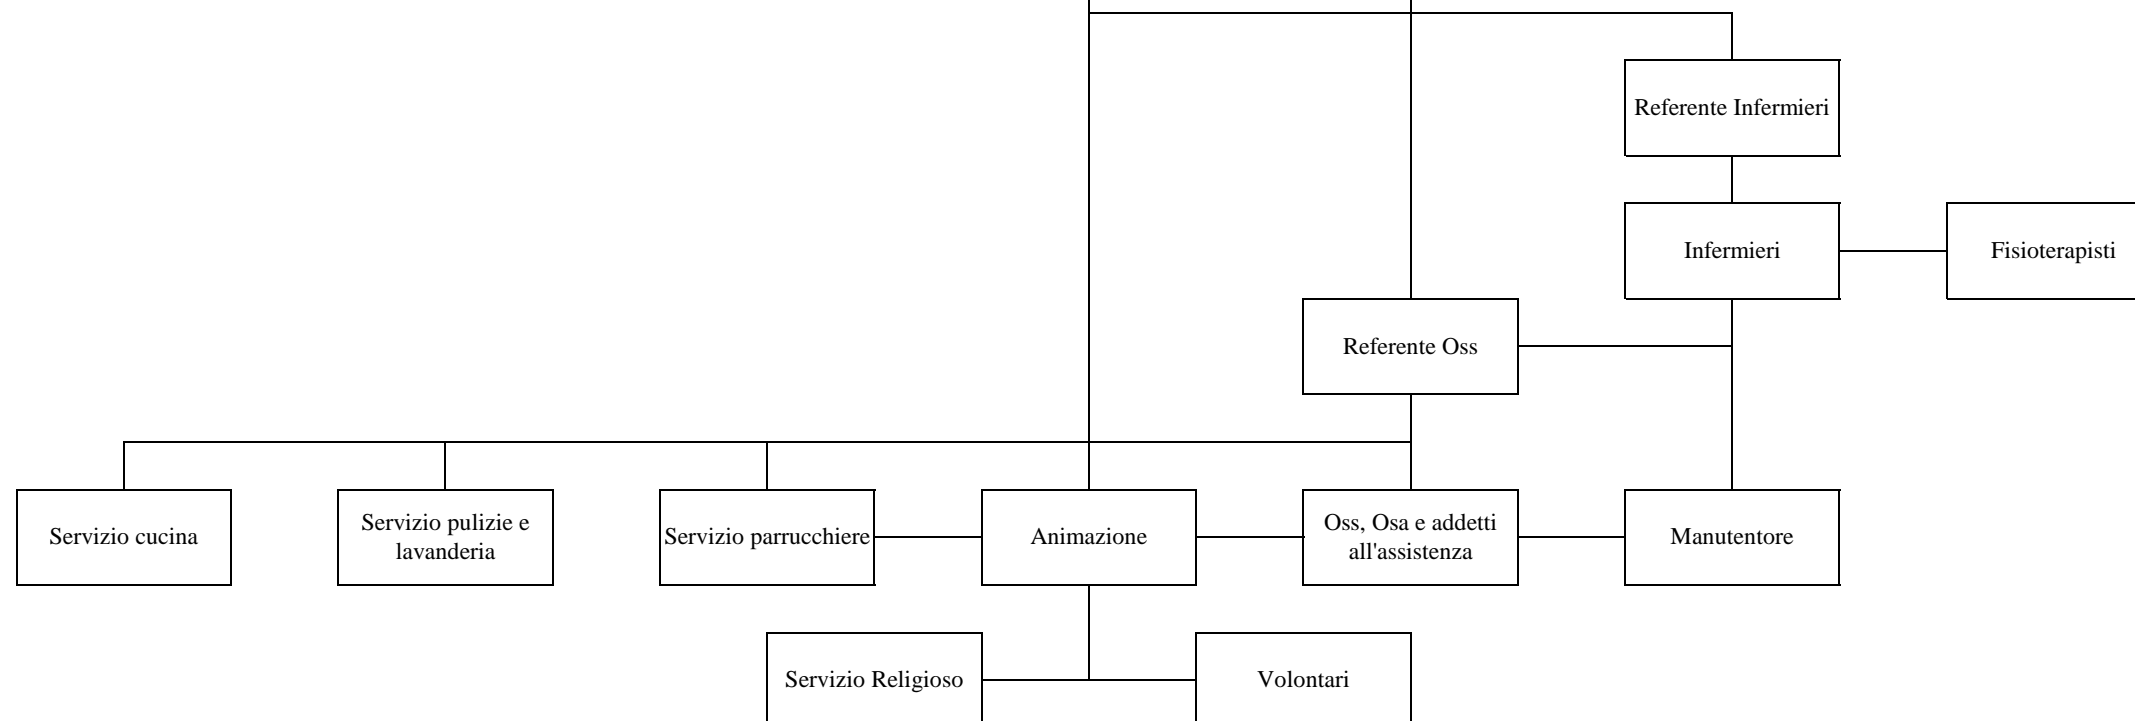 Referente Infermieri
Infermieri
Fisioterapisti
Referente Oss
Servizio cucina
Servizio pulizie e
lavanderia
Servizio parrucchiere
Animazione
Oss, Osa e addetti
all'assistenza
Manutentore
Servizio Religioso
Volontari